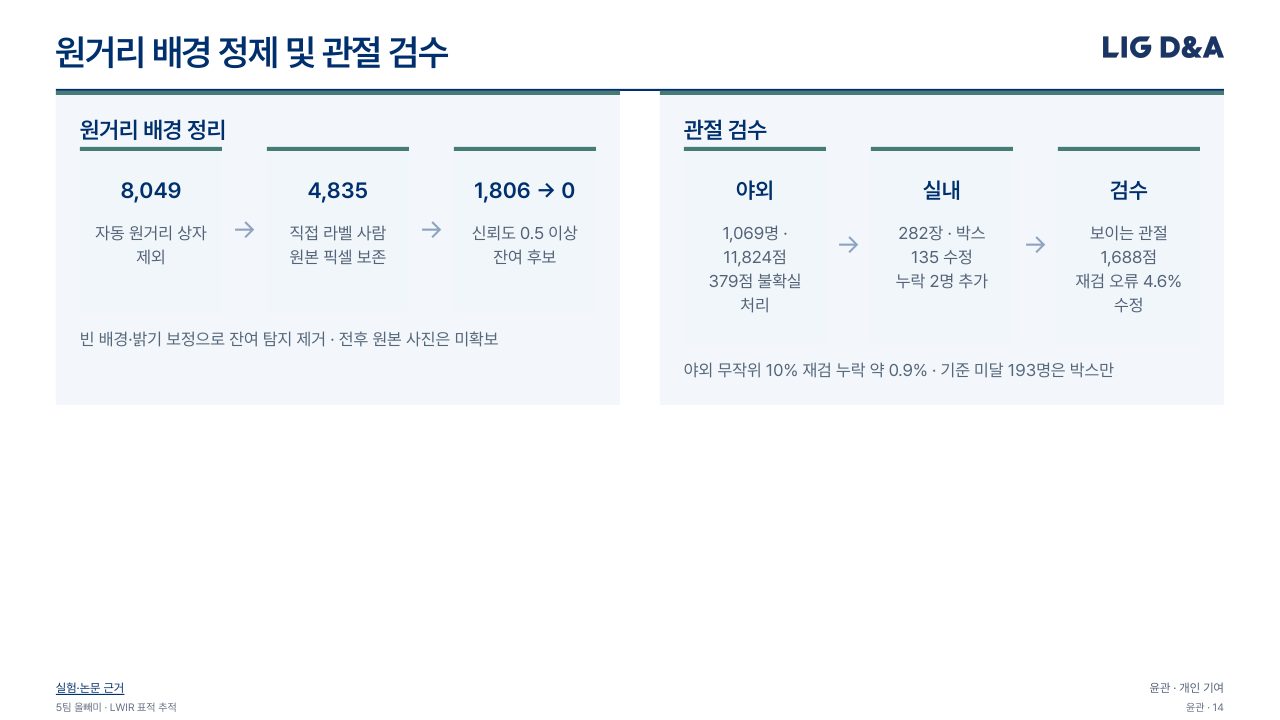 원거리 배경 정제 및 관절 검수
LIG D&A
원거리 배경 정리
8,049
자동 원거리 상자
제외
→
4,835
직접 라벨 사람
원본 픽셀 보존
→
1,806 → 0
신뢰도 0.5 이상
잔여 후보
빈 배경·밝기 보정으로 잔여 탐지 제거 · 전후 원본 사진은 미확보
관절 검수
야외
1,069명 ·
11,824점
379점 불확실
처리
→
실내
282장 · 박스
135 수정
누락 2명 추가
→
검수
보이는 관절
1,688점
재검 오류 4.6%
수정
야외 무작위 10% 재검 누락 약 0.9% · 기준 미달 193명은 박스만
실험·논문 근거
5팀 올빼미 · LWIR 표적 추적
윤관 · 개인 기여
윤관 · 14